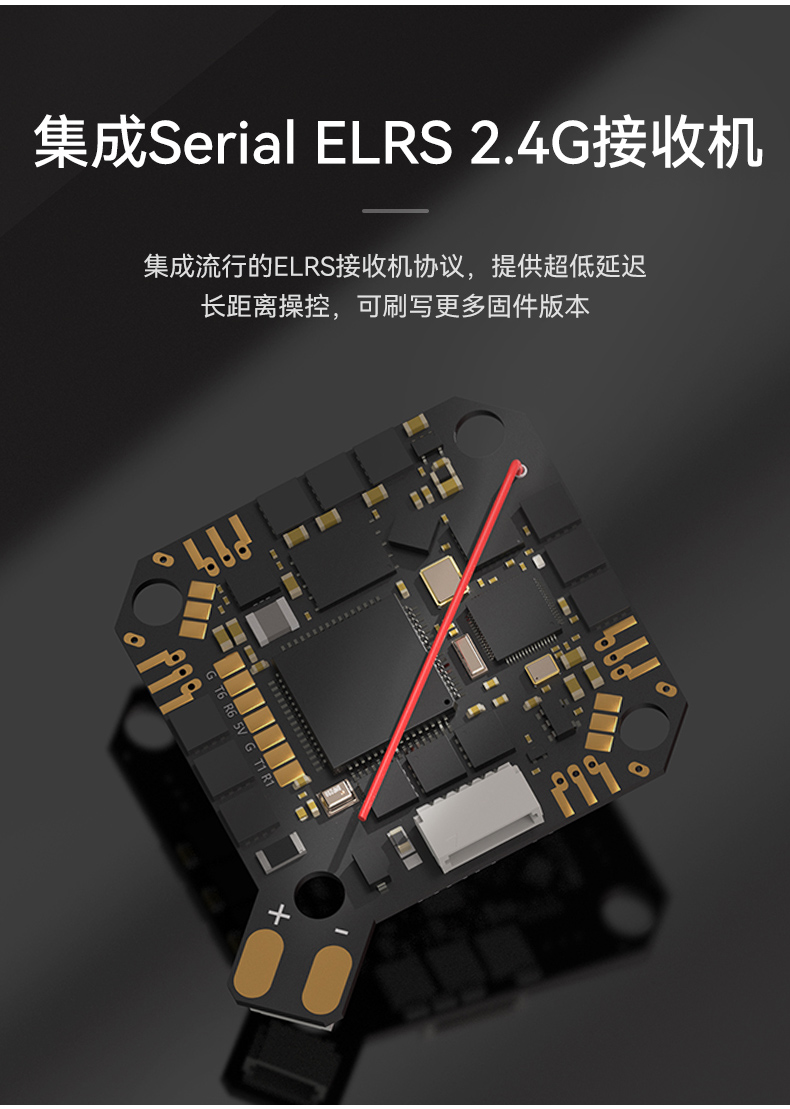 集成Serial ELRS 2.4G接收机
集成流行的ELRS接收机协议，提供超低延迟
长距离操控，可刷写更多固件版本
G
T6
R6
5V
G
T1
R1
+
-